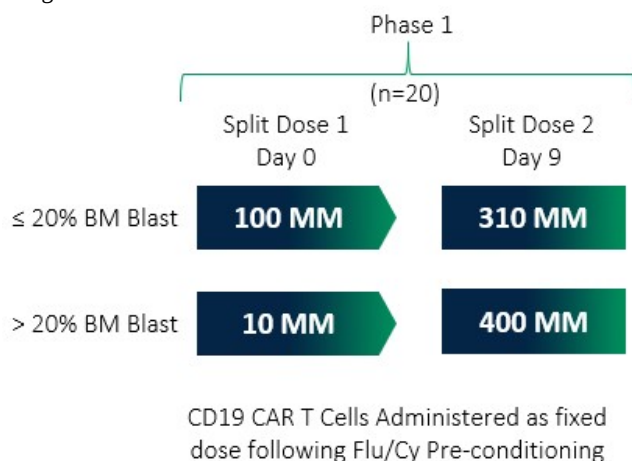 Phase 1
(n=20)
Split Dose 1 Split Dose 2
Day 0 Day 9
≤ 20% BM Blast 100 MM 310 MM
> 20% BM Blast 10 MM 400 MM
CD19 CAR T Cells Administered as fixed
dose following Flu/Cy Pre-conditioning